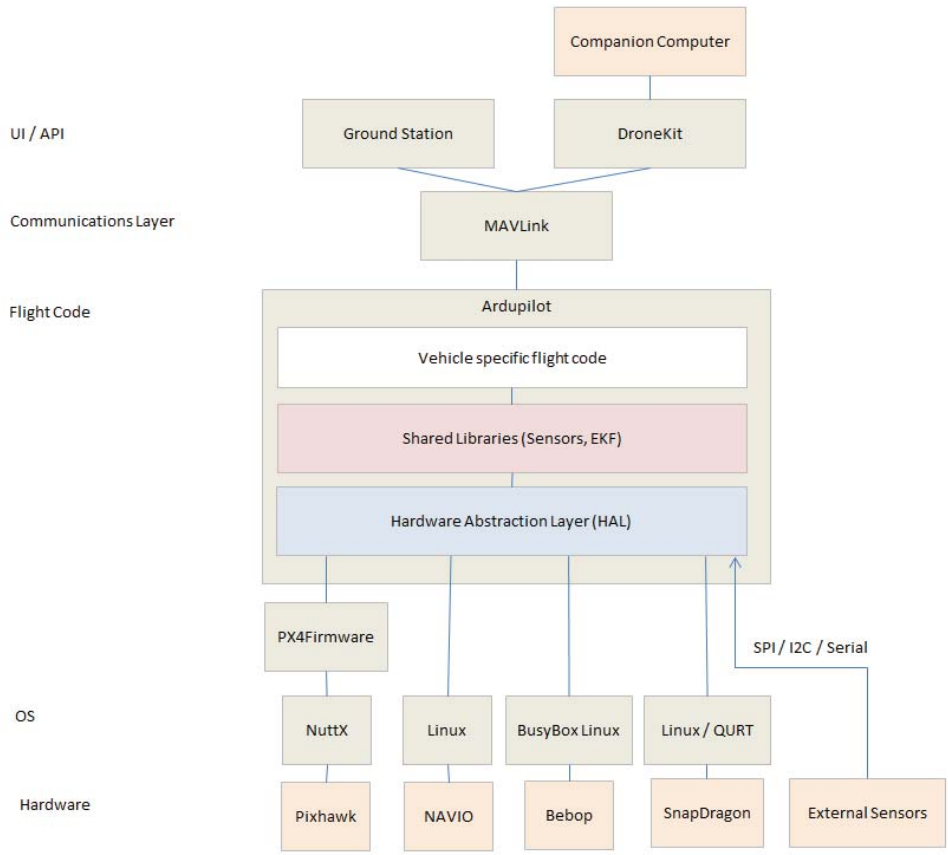 Companion Computer
UI / API
Ground Station
DroneKit
Communications Layer
MAVLink
Flight Code
Ardupilot
Vehicle specific flight code
Shared Libraries (Sensors, EKF)
Hardware Abstraction Layer (HAL)
PX4Firmware
SPI / I2C / Serial
OS
NuttX
Linux
BusyBox Linux
Linux / QURT
Hardware
Pixhawk
NAVIO
Bebop
SnapDragon
External Sensors